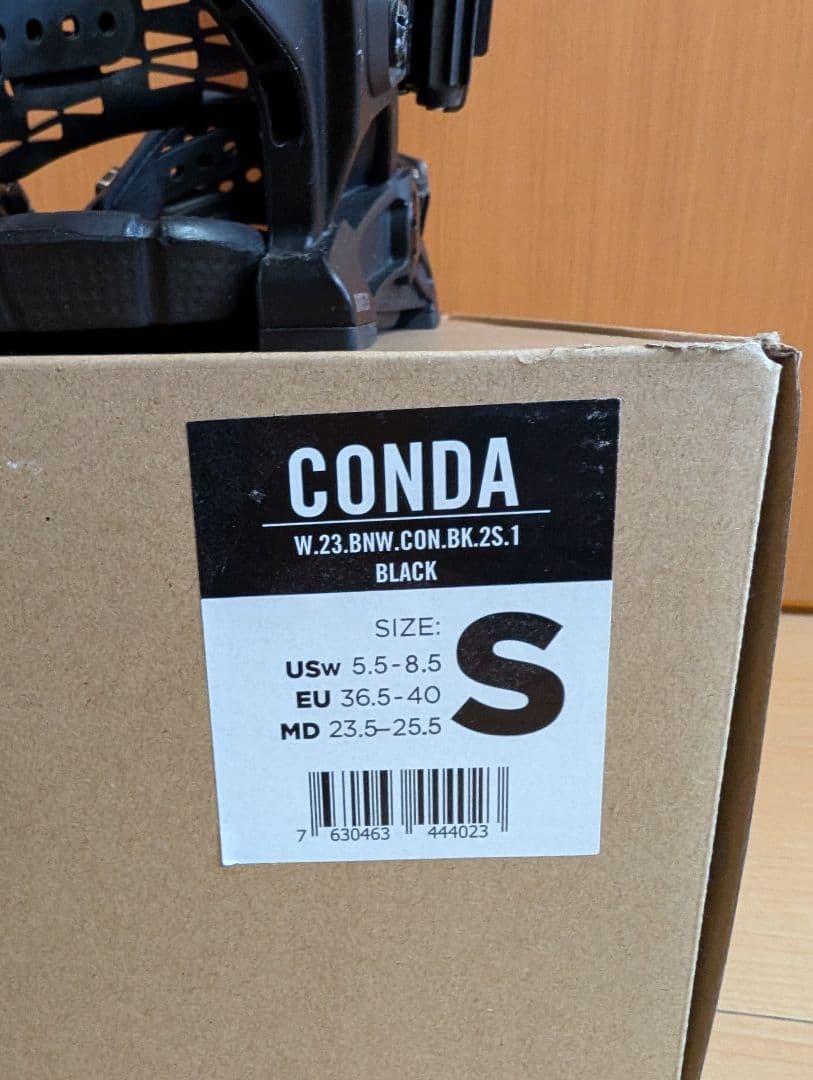 CONDA
W.23.BNW.CON.BK.2S.1
BLACK
SIZE:
USW 5.5-8.5
EU 36.5-40
MD 23.5-25.5
S
7 630463 444023